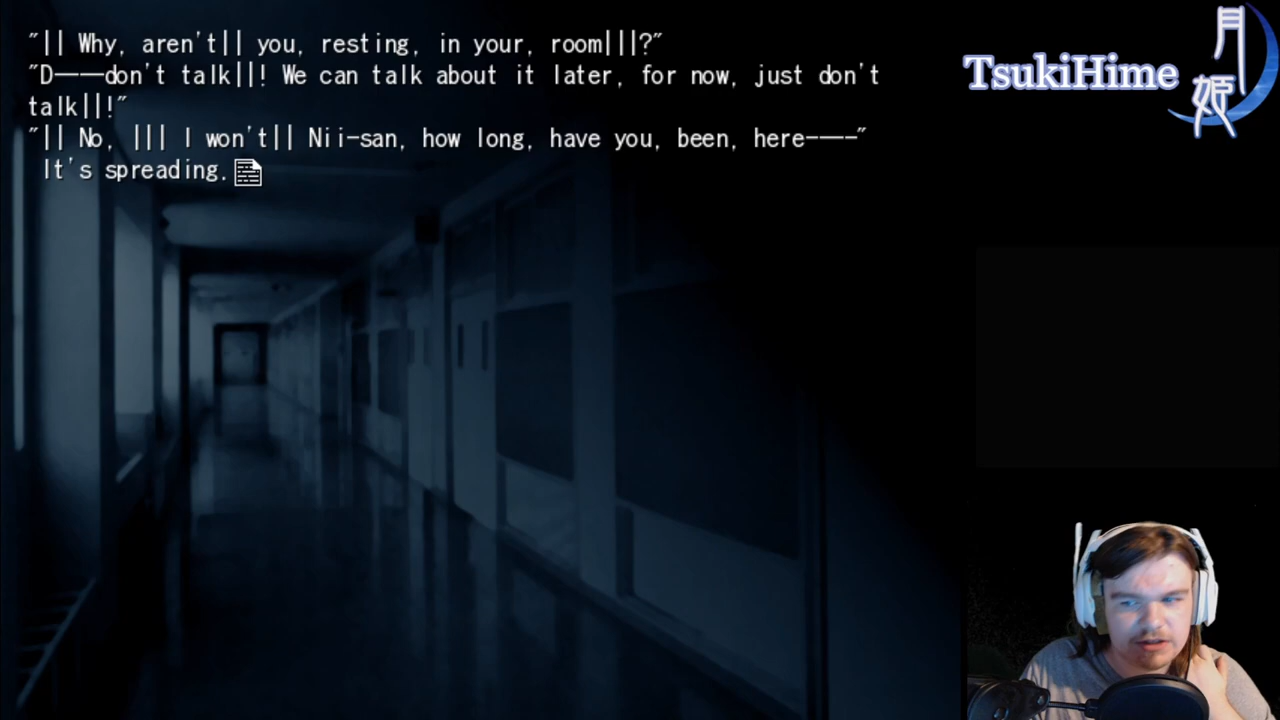 "|| Why, aren't|| you, resting, in your, room|||?"
"D――don't talk||! We can talk about it later, for now, just don't
talk||!"
"|| No, ||| I won't|| Nii-san, how long, have you, been, here――-"
It's spreading.
TsukiHime
月姫